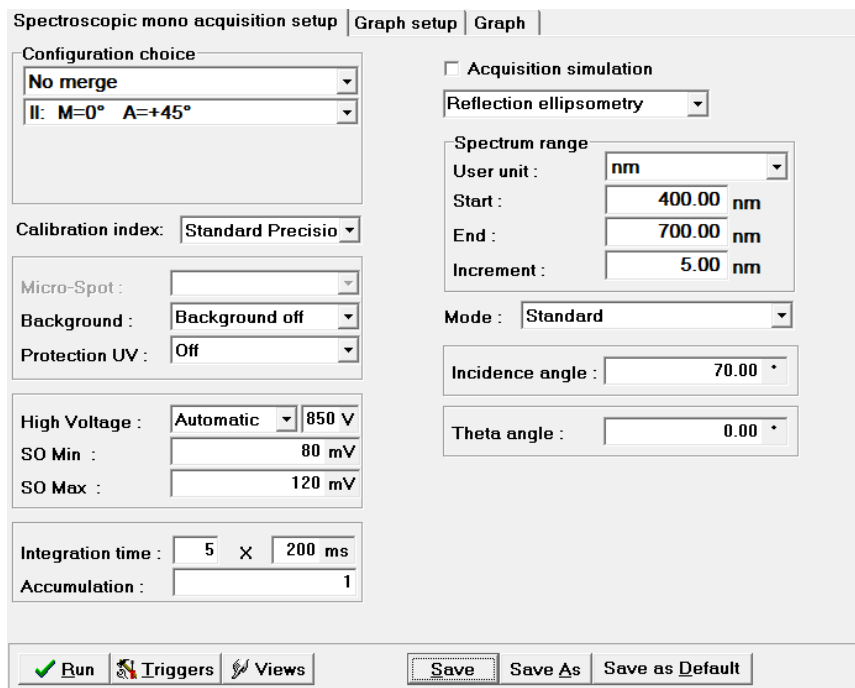 Spectroscopic mono acquisition setup Graph setup Graph
Configuration choice
No merge
II: M=0° A=+45°
Calibration index: Standard Precisio
Micro-Spot :
Background : Background off
Protection UV : Off
High Voltage : Automatic 850 V
SO Min : 80 mV
SO Max : 120 mV
Integration time : 5 X 200 ms
Accumulation : 1
Acquisition simulation
Reflection ellipsometry
Spectrum range
User unit : nm
Start : 400.00 nm
End : 700.00 nm
Increment : 5.00 nm
Mode : Standard
Incidence angle : 70.00 °
Theta angle : 0.00 °
Run Triggers Views Save Save As Save as Default